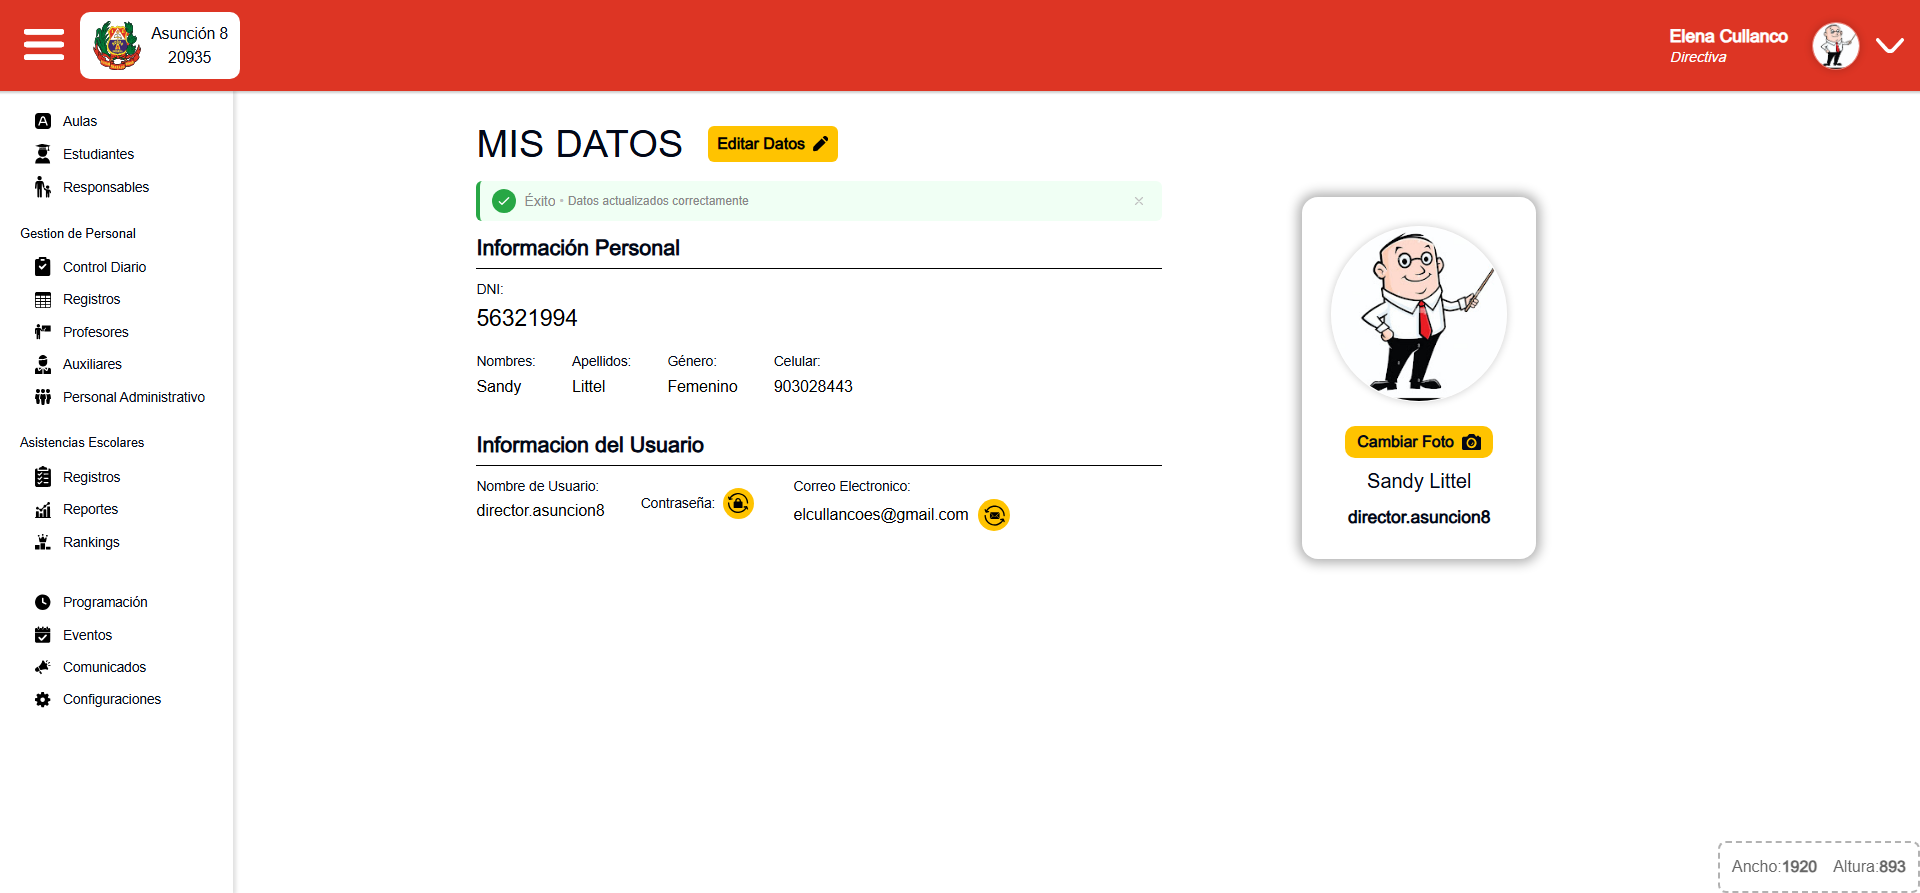 Asunción 8
20935
Elena Cullanco
Directiva
Aulas
Estudiantes
Responsables
Gestion de Personal
Control Diario
Registros
Profesores
Auxiliares
Personal Administrativo
Asistencias Escolares
Registros
Reportes
Rankings
Programación
Eventos
Comunicados
Configuraciones
MIS DATOS
Editar Datos
Éxito • Datos actualizados correctamente ×
Información Personal
DNI:
56321994
Nombres: Apellidos: Género: Celular:
Sandy Littel Femenino 903028443
Informacion del Usuario
Nombre de Usuario: Contraseña: Correo Electronico:
director.asuncion8 elcullancoes@gmail.com
Cambiar Foto
Sandy Littel
director.asuncion8
Ancho:1920 Altura:893